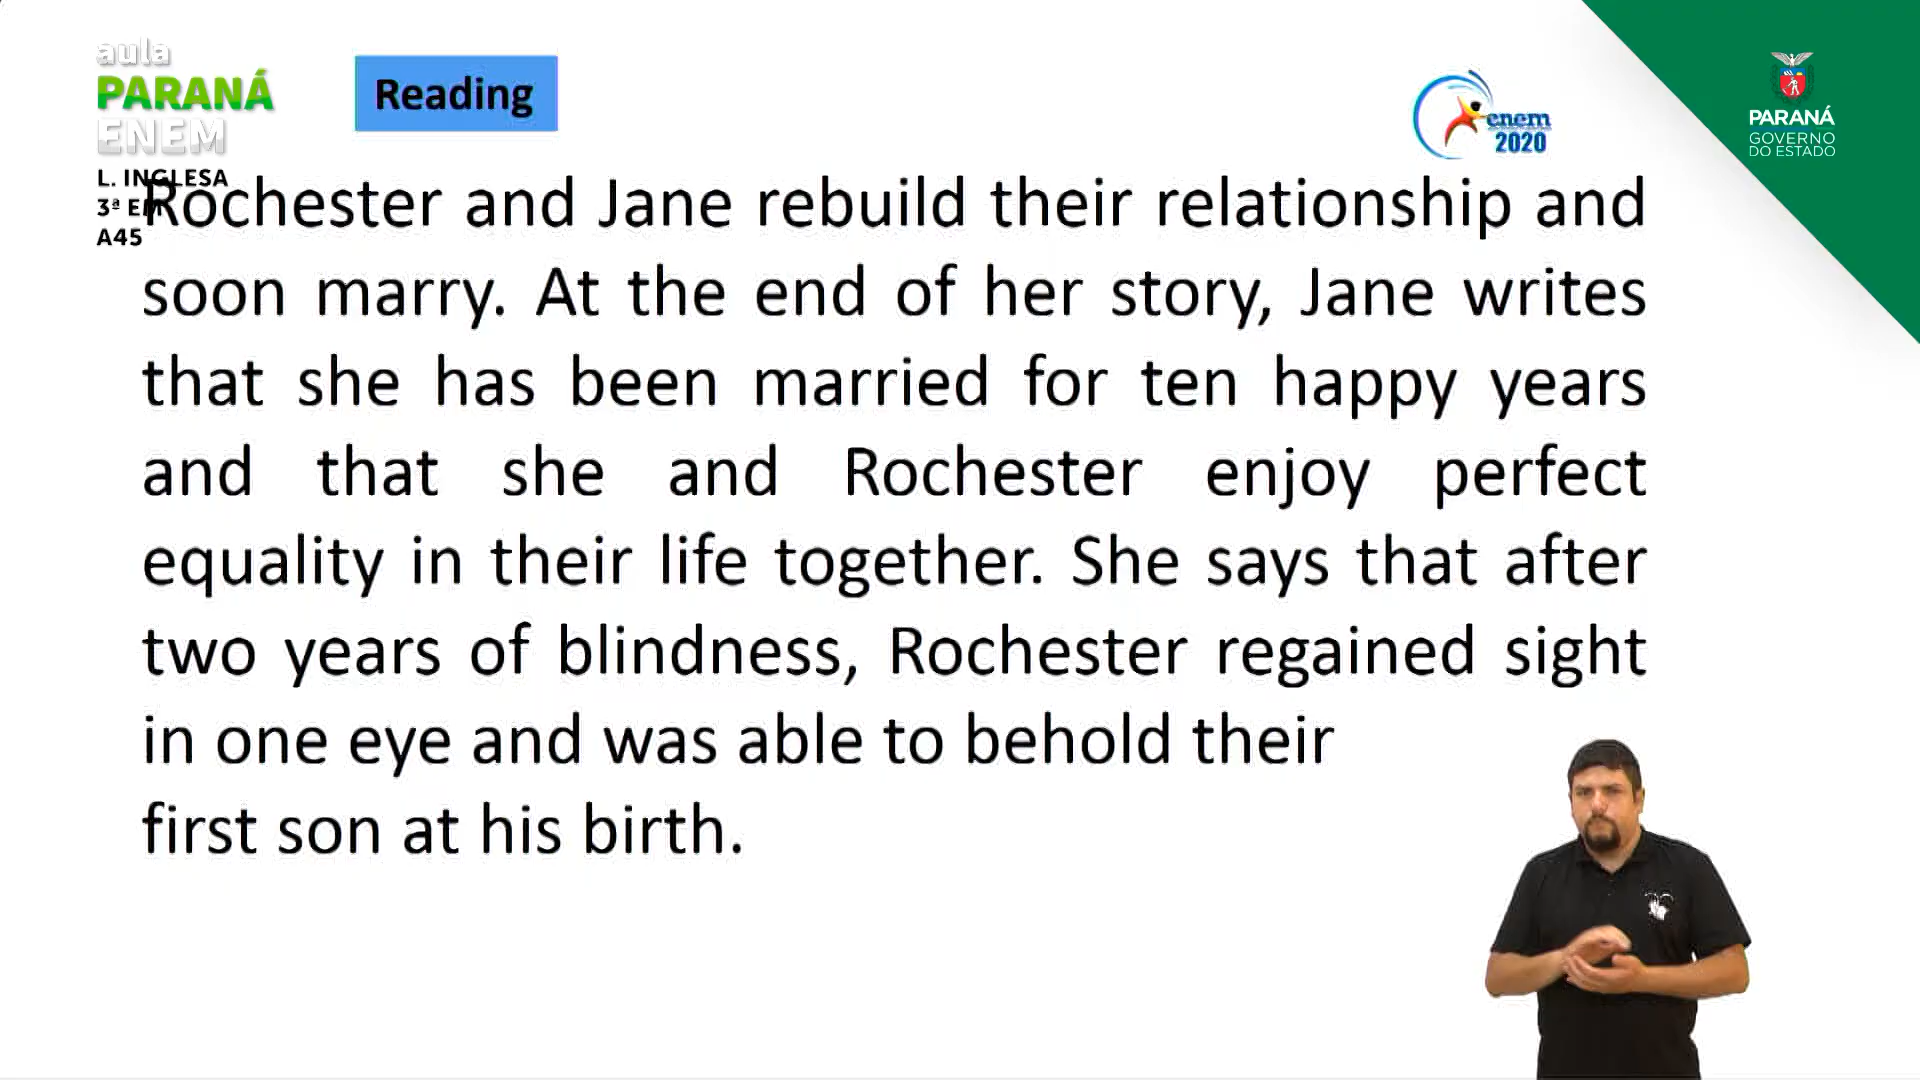 aula
PARANÁ
ENEM
L. INGLESA
3ª EM
A45
Reading
enem
2020
PARANÁ
GOVERNO
DO ESTADO
Rochester and Jane rebuild their relationship and
soon marry. At the end of her story, Jane writes
that she has been married for ten happy years
and that she and Rochester enjoy perfect
equality in their life together. She says that after
two years of blindness, Rochester regained sight
in one eye and was able to behold their
first son at his birth.